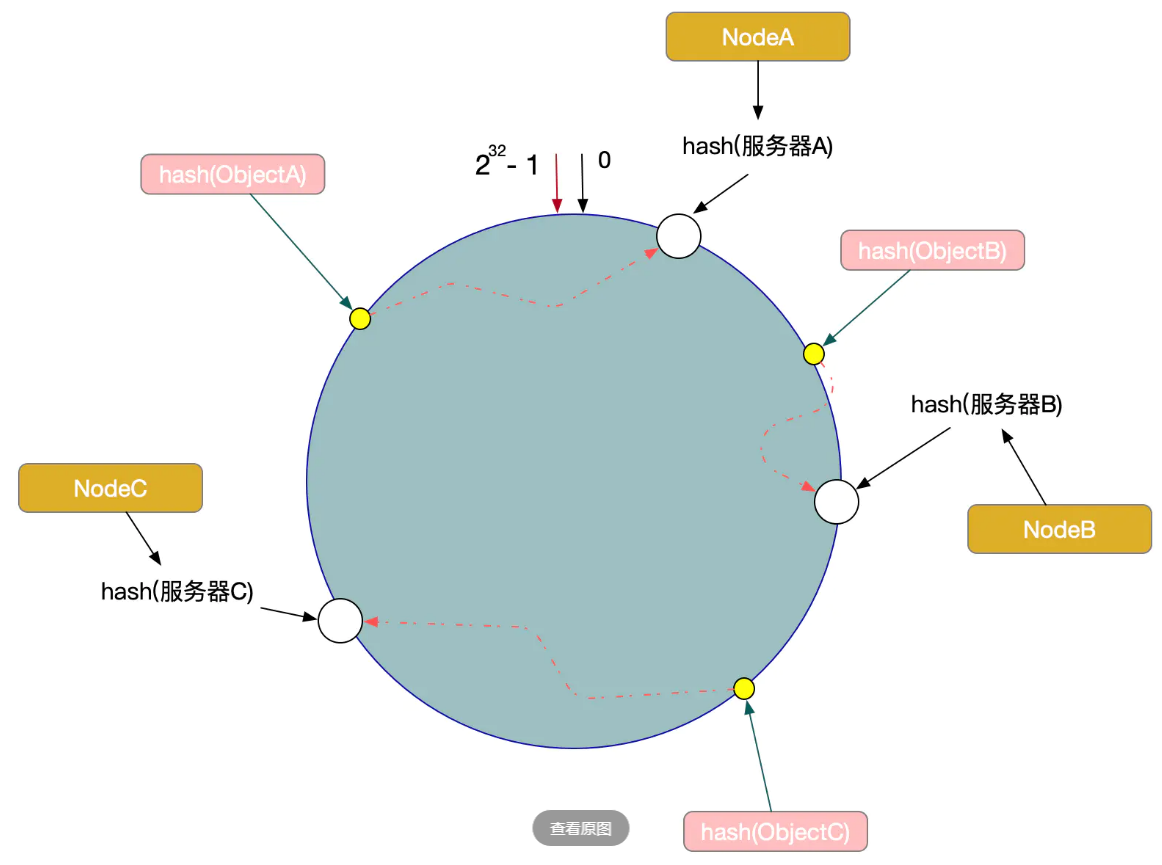 NodeA
hash(服务器A)
2^32 - 1
0
hash(ObjectA)
hash(ObjectB)
hash(服务器B)
NodeB
NodeC
hash(服务器C)
hash(ObjectC)
查看原图